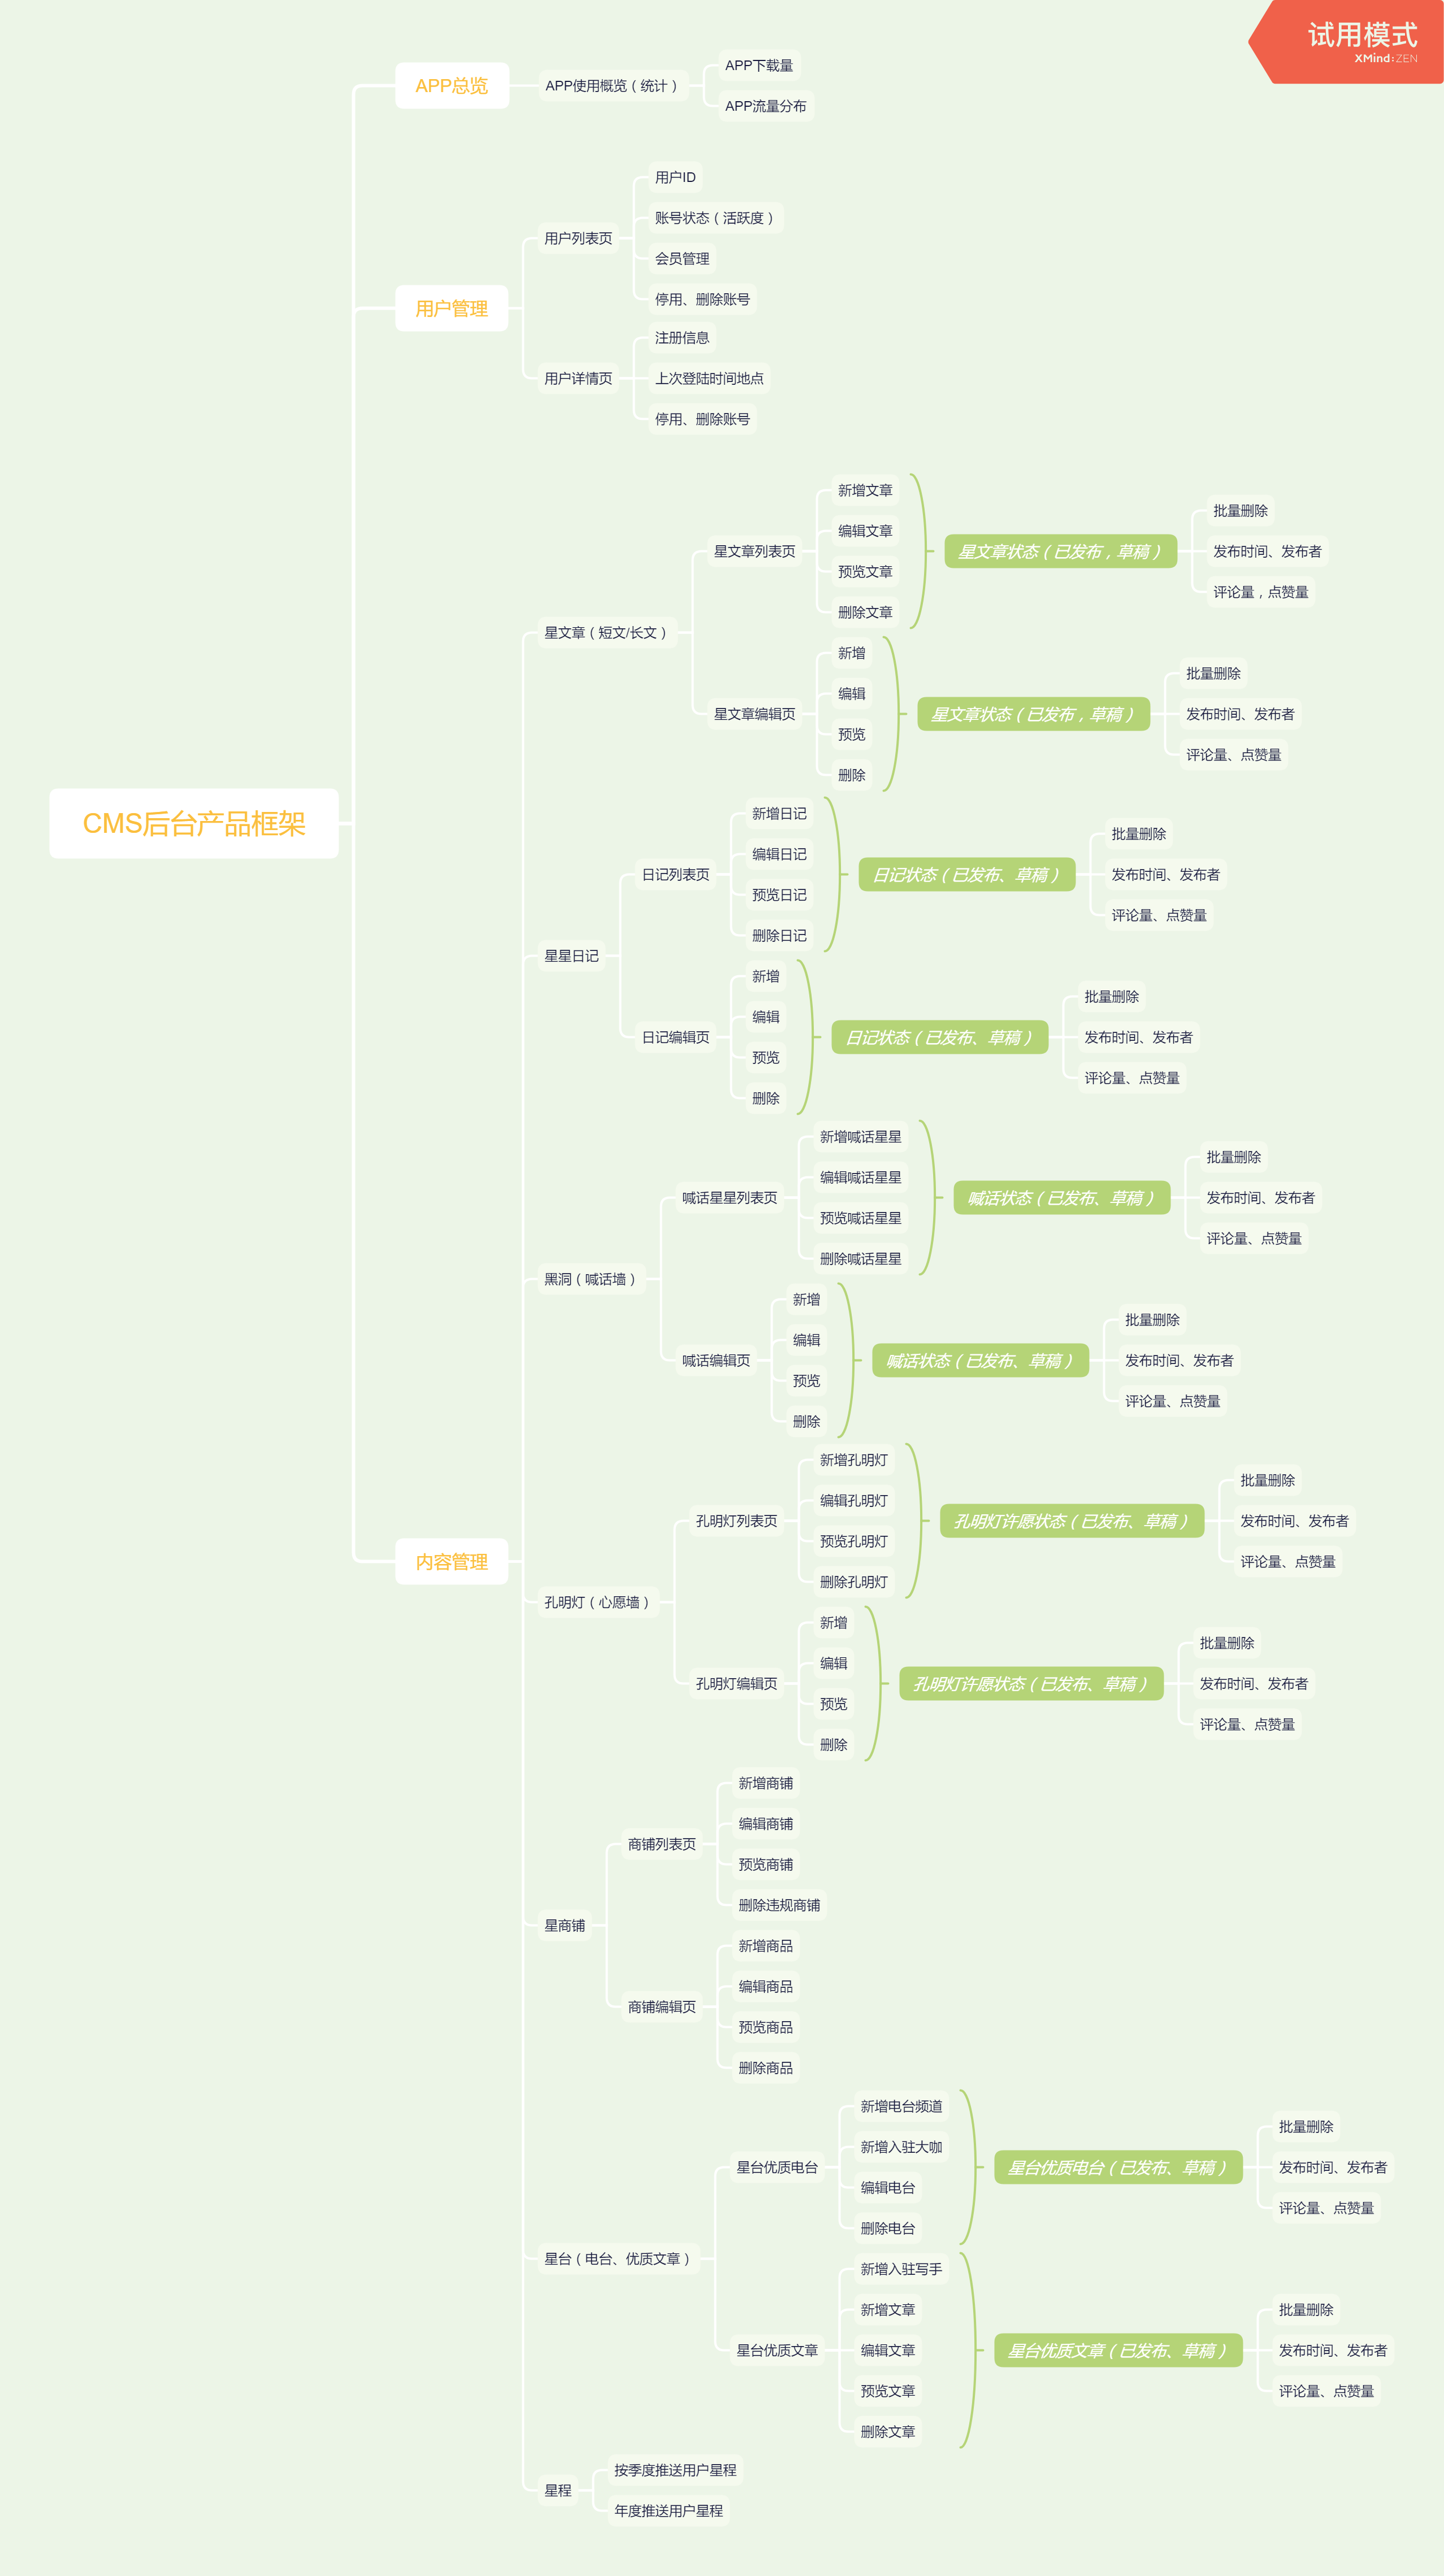 试用模式
XMind:ZEN
CMS后台产品框架
APP总览
APP使用概览（统计）
APP下载量
APP流量分布
用户管理
用户列表页
用户ID
账号状态（活跃度）
会员管理
停用、删除账号
用户详情页
注册信息
上次登陆时间地点
停用、删除账号
内容管理
星文章（短文/长文）
星文章列表页
新增文章
编辑文章
预览文章
删除文章
星文章状态（已发布，草稿）
批量删除
发布时间、发布者
评论量，点赞量
星文章编辑页
新增
编辑
预览
删除
星文章状态（已发布，草稿）
批量删除
发布时间、发布者
评论量、点赞量
星星日记
日记列表页
新增日记
编辑日记
预览日记
删除日记
日记状态（已发布、草稿）
批量删除
发布时间、发布者
评论量、点赞量
日记编辑页
新增
编辑
预览
删除
日记状态（已发布、草稿）
批量删除
发布时间、发布者
评论量、点赞量
黑洞（喊话墙）
喊话星星列表页
新增喊话星星
编辑喊话星星
预览喊话星星
删除喊话星星
喊话状态（已发布、草稿）
批量删除
发布时间、发布者
评论量、点赞量
喊话编辑页
新增
编辑
预览
删除
喊话状态（已发布、草稿）
批量删除
发布时间、发布者
评论量、点赞量
孔明灯（心愿墙）
孔明灯列表页
新增孔明灯
编辑孔明灯
预览孔明灯
删除孔明灯
孔明灯许愿状态（已发布、草稿）
批量删除
发布时间、发布者
评论量、点赞量
孔明灯编辑页
新增
编辑
预览
删除
孔明灯许愿状态（已发布、草稿）
批量删除
发布时间、发布者
评论量、点赞量
星商铺
商铺列表页
新增商铺
编辑商铺
预览商铺
删除违规商铺
商铺编辑页
新增商品
编辑商品
预览商品
删除商品
星台（电台、优质文章）
星台优质电台
新增电台频道
新增入驻大咖
编辑电台
删除电台
星台优质电台（已发布、草稿）
批量删除
发布时间、发布者
评论量、点赞量
星台优质文章
新增入驻写手
新增文章
编辑文章
预览文章
删除文章
星台优质文章（已发布、草稿）
批量删除
发布时间、发布者
评论量、点赞量
星程
按季度推送用户星程
年度推送用户星程